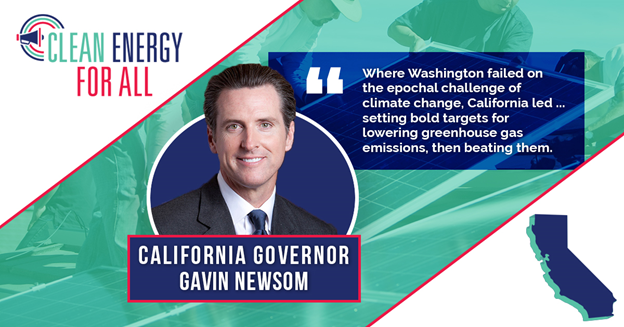 CLEAN ENERGY
FOR ALL
“
Where Washington failed on
the epochal challenge of
climate change, California led ...
setting bold targets for
lowering greenhouse gas
emissions, then beating them.
CALIFORNIA GOVERNOR
GAVIN NEWSOM